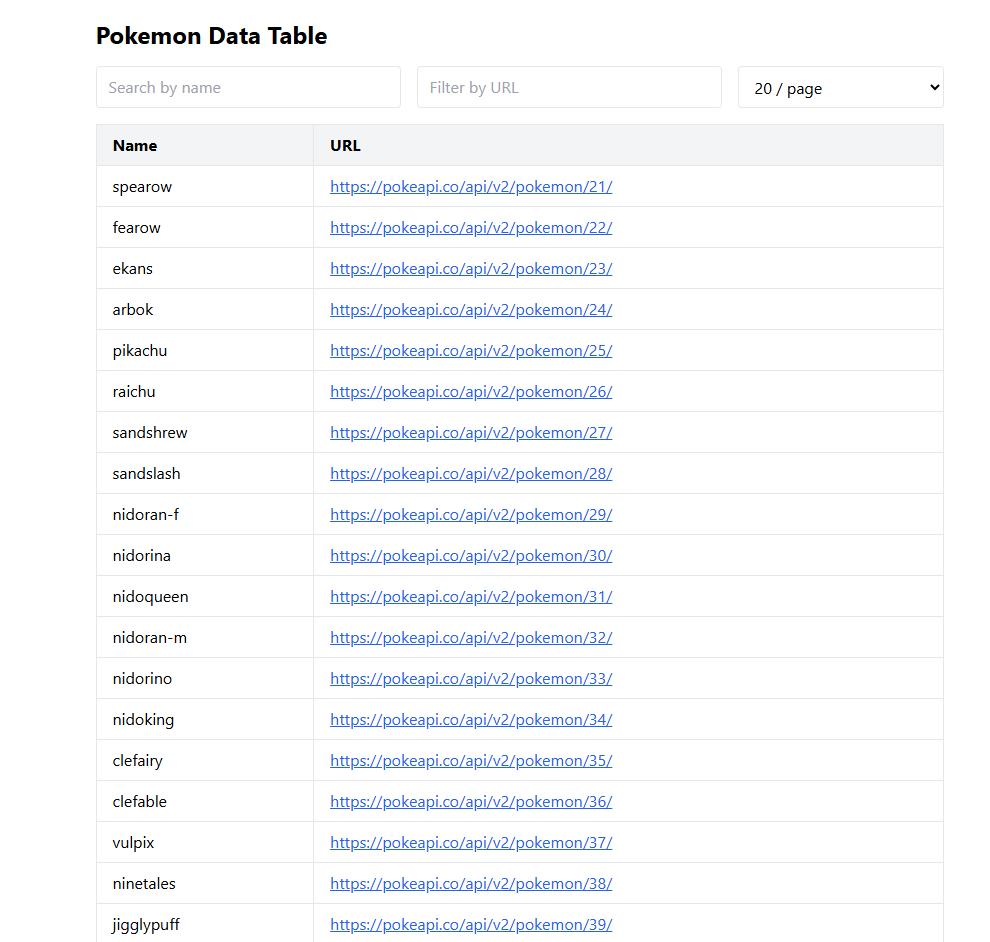 Pokemon Data Table
Search by name Filter by URL 20 / page
Name URL
spearow https://pokeapi.co/api/v2/pokemon/21/
fearow https://pokeapi.co/api/v2/pokemon/22/
ekans https://pokeapi.co/api/v2/pokemon/23/
arbok https://pokeapi.co/api/v2/pokemon/24/
pikachu https://pokeapi.co/api/v2/pokemon/25/
raichu https://pokeapi.co/api/v2/pokemon/26/
sandshrew https://pokeapi.co/api/v2/pokemon/27/
sandslash https://pokeapi.co/api/v2/pokemon/28/
nidoran-f https://pokeapi.co/api/v2/pokemon/29/
nidorina https://pokeapi.co/api/v2/pokemon/30/
nidoqueen https://pokeapi.co/api/v2/pokemon/31/
nidoran-m https://pokeapi.co/api/v2/pokemon/32/
nidorino https://pokeapi.co/api/v2/pokemon/33/
nidoking https://pokeapi.co/api/v2/pokemon/34/
clefairy https://pokeapi.co/api/v2/pokemon/35/
clefable https://pokeapi.co/api/v2/pokemon/36/
vulpix https://pokeapi.co/api/v2/pokemon/37/
ninetales https://pokeapi.co/api/v2/pokemon/38/
jigglypuff https://pokeapi.co/api/v2/pokemon/39/